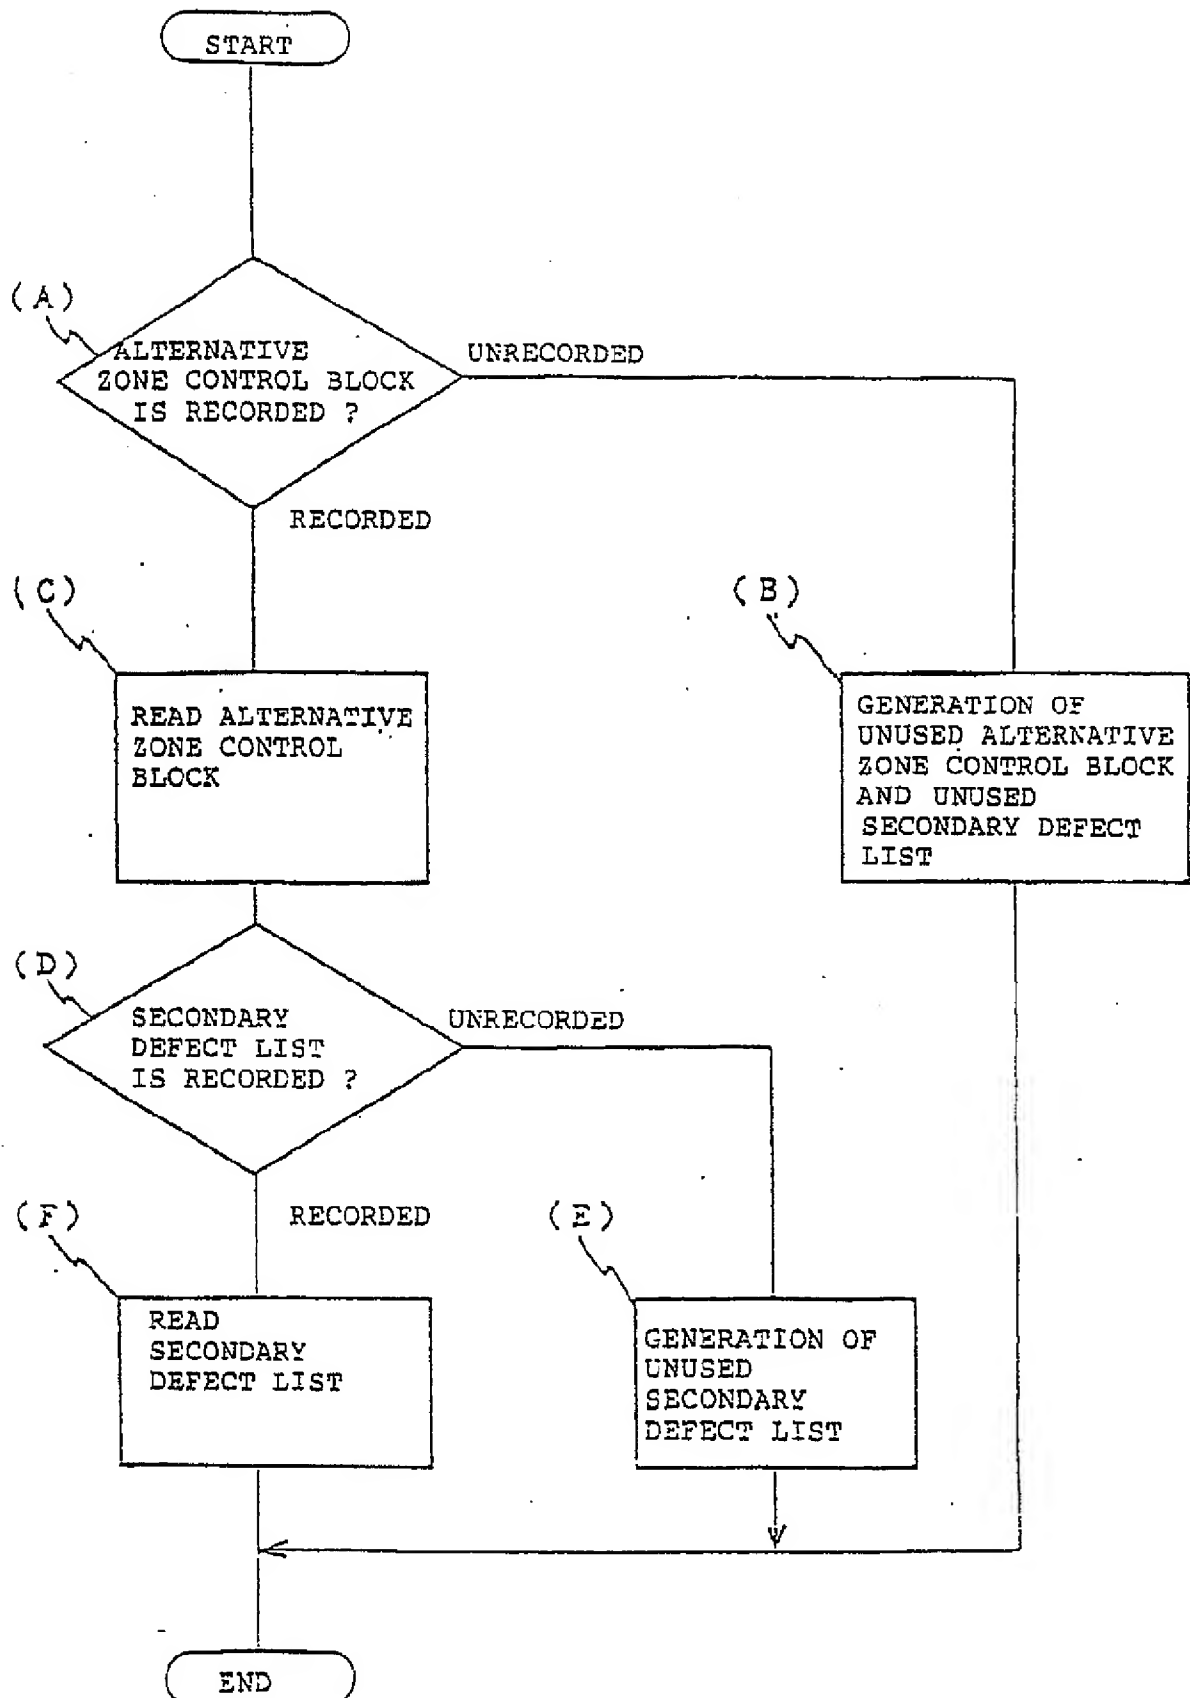 START
(A)
ALTERNATIVE
ZONE CONTROL BLOCK
IS RECORDED ?
UNRECORDED
RECORDED
(C)
READ ALTERNATIVE
ZONE CONTROL
BLOCK
(B)
GENERATION OF
UNUSED ALTERNATIVE
ZONE CONTROL BLOCK
AND UNUSED
SECONDARY DEFECT
LIST
(D)
SECONDARY
DEFECT LIST
IS RECORDED ?
UNRECORDED
RECORDED
(F)
READ
SECONDARY
DEFECT LIST
(E)
GENERATION OF
UNUSED
SECONDARY
DEFECT LIST
END